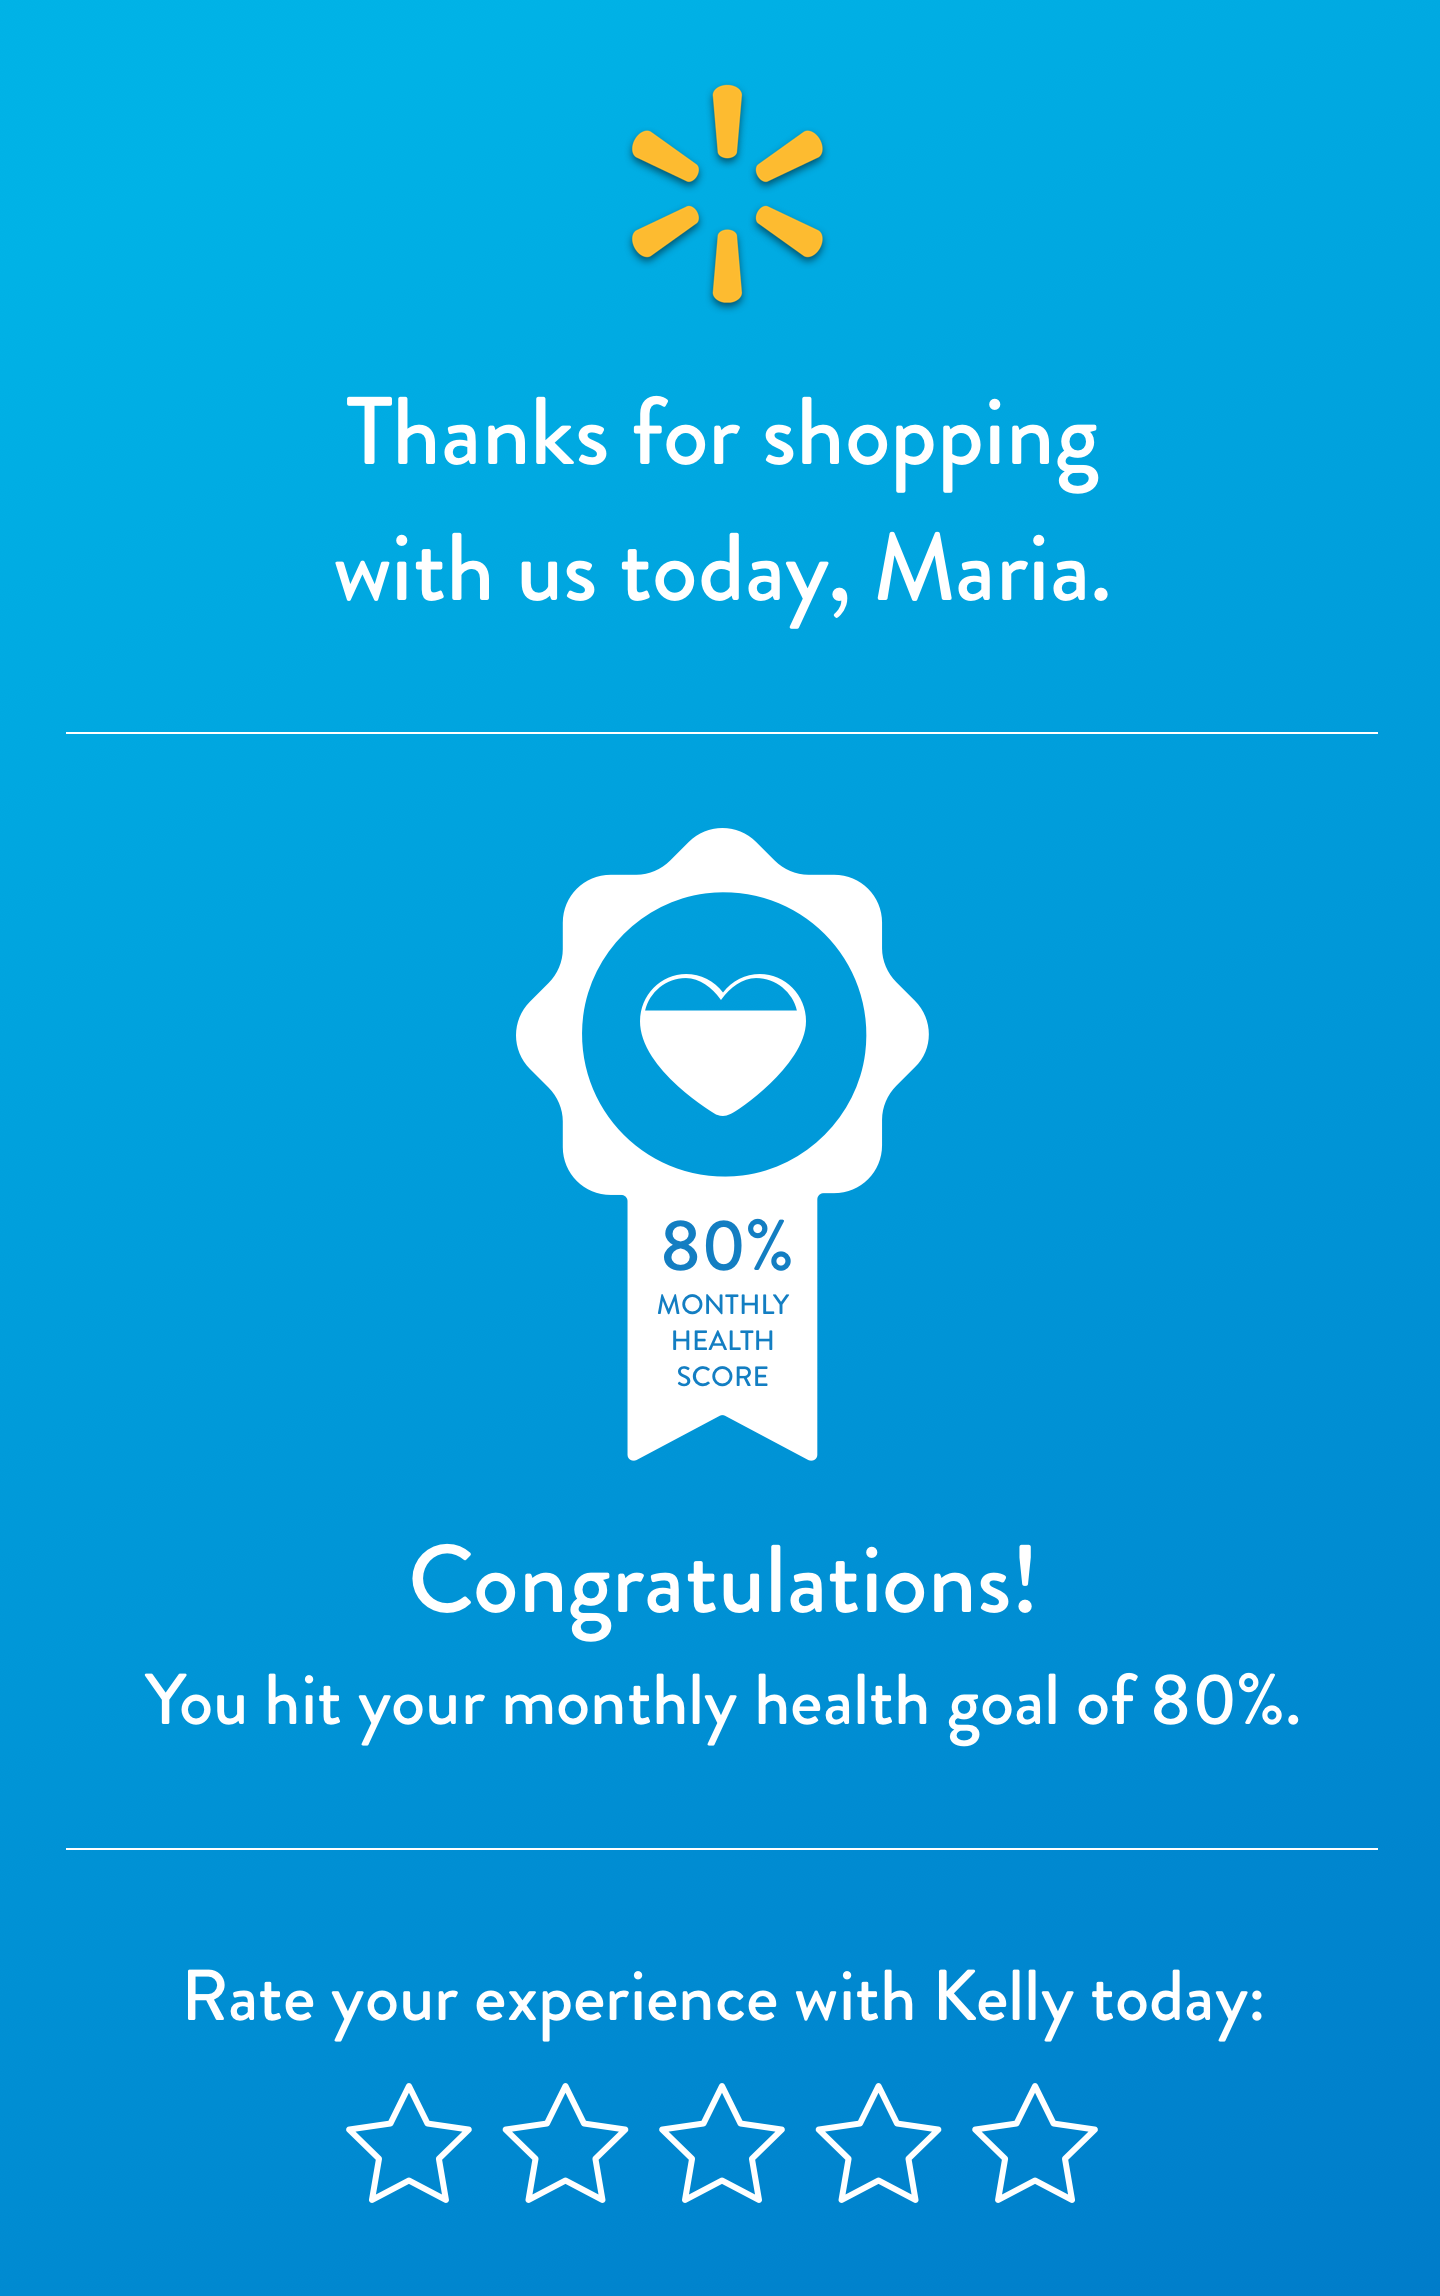 Thanks for shopping
with us today, Maria.
80%
MONTHLY
HEALTH
SCORE
Congratulations!
You hit your monthly health goal of 80%.
Rate your experience with Kelly today: